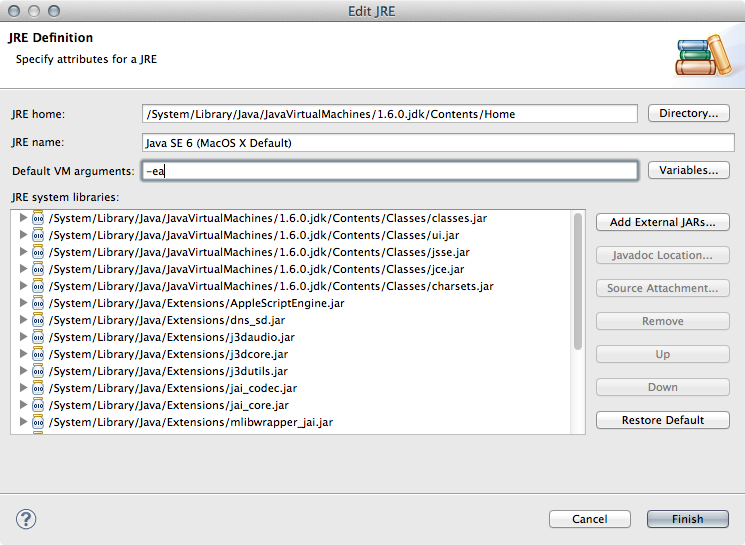 Edit JRE
JRE Definition
Specify attributes for a JRE
JRE home: /System/Library/Java/JavaVirtualMachines/1.6.0.jdk/Contents/Home Directory...
JRE name: Java SE 6 (MacOS X Default)
Default VM arguments: -ea Variables...
JRE system libraries:
/System/Library/Java/JavaVirtualMachines/1.6.0.jdk/Contents/Classes/classes.jar
/System/Library/Java/JavaVirtualMachines/1.6.0.jdk/Contents/Classes/ui.jar
/System/Library/Java/JavaVirtualMachines/1.6.0.jdk/Contents/Classes/jsse.jar
/System/Library/Java/JavaVirtualMachines/1.6.0.jdk/Contents/Classes/jce.jar
/System/Library/Java/JavaVirtualMachines/1.6.0.jdk/Contents/Classes/charsets.jar
/System/Library/Java/Extensions/AppleScriptEngine.jar
/System/Library/Java/Extensions/dns_sd.jar
/System/Library/Java/Extensions/j3daudio.jar
/System/Library/Java/Extensions/j3dcore.jar
/System/Library/Java/Extensions/j3dutils.jar
/System/Library/Java/Extensions/jai_codec.jar
/System/Library/Java/Extensions/jai_core.jar
/System/Library/Java/Extensions/mlibwrapper_jai.jar
Add External JARs...
Javadoc Location...
Source Attachment...
Remove
Up
Down
Restore Default
? Cancel Finish